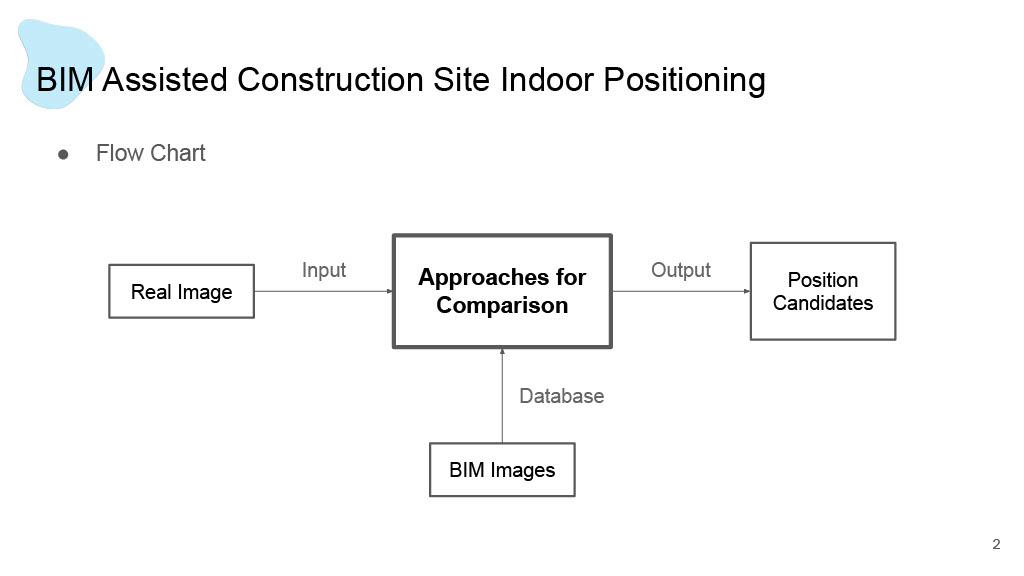 BIM Assisted Construction Site Indoor Positioning
● Flow Chart
Real Image
Input
Approaches for
Comparison
Output
Position
Candidates
Database
BIM Images
2